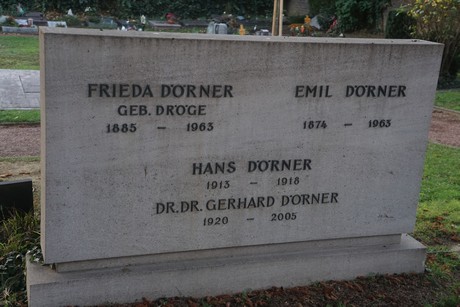 FRIEDA DÖRNER
GEB. DRÖGE
1885 — 1963
EMIL DÖRNER
1874 — 1963
HANS DÖRNER
1913 — 1918
DR. DR. GERHARD DÖRNER
1920 — 2005